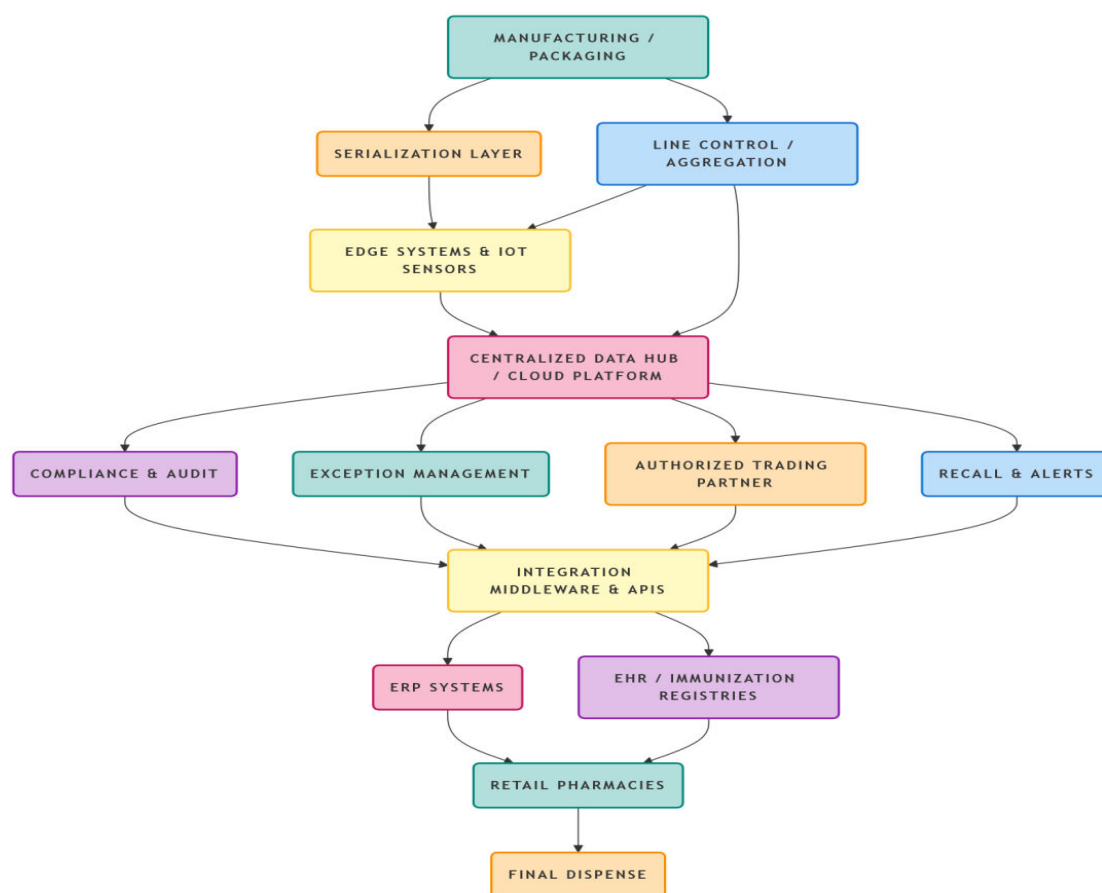 MANUFACTURING /
PACKAGING
SERIALIZATION LAYER
LINE CONTROL /
AGGREGATION
EDGE SYSTEMS & IOT
SENSORS
CENTRALIZED DATA HUB
/ CLOUD PLATFORM
COMPLIANCE & AUDIT
EXCEPTION MANAGEMENT
AUTHORIZED TRADING
PARTNER
RECALL & ALERTS
INTEGRATION
MIDDLEWARE & APIS
ERP SYSTEMS
EHR / IMMUNIZATION
REGISTRIES
RETAIL PHARMACIES
FINAL DISPENSE